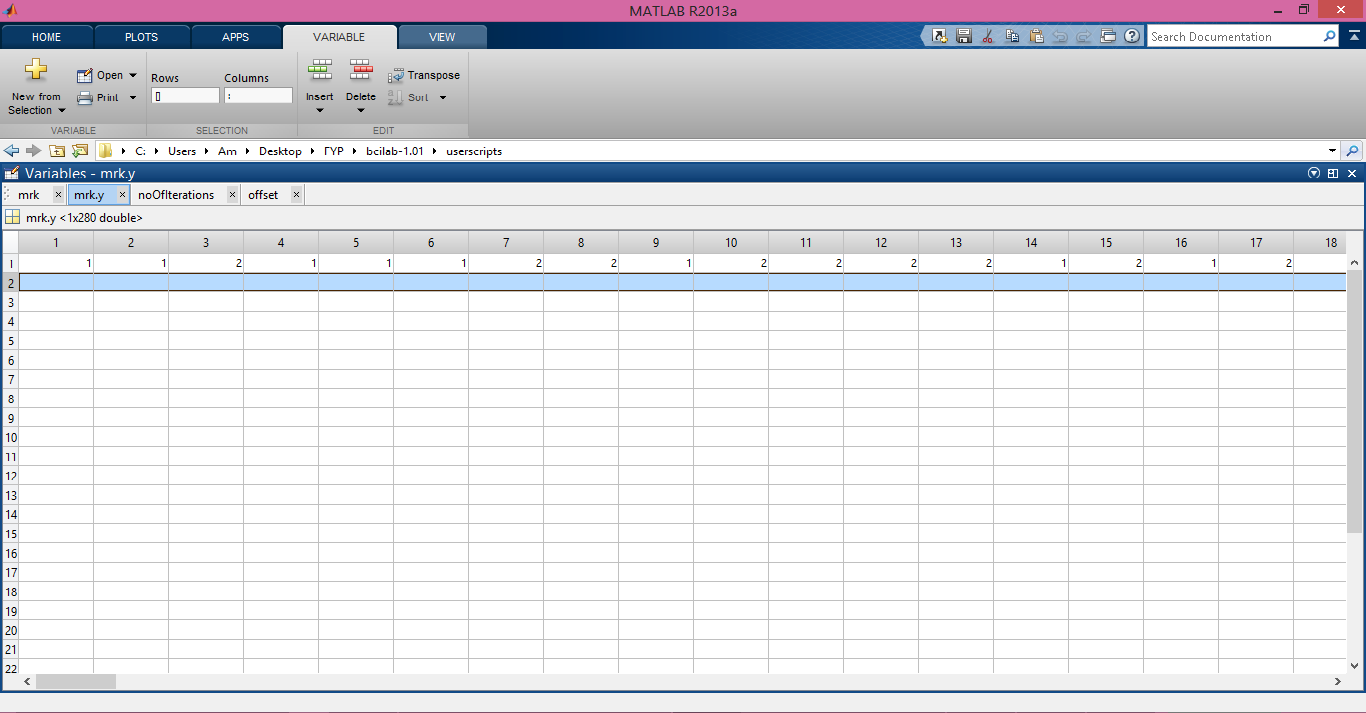 MATLAB R2013a
HOME PLOTS APPS VARIABLE VIEW
Search Documentation
New from Selection
Open
Print
Rows Columns
[] :
Insert Delete
Transpose
Sort
VARIABLE SELECTION EDIT
C: Users Am Desktop FYP bcilab-1.01 userscripts
Variables - mrk.y
mrk mrk.y noOfIterations offset
mrk.y <1x280 double>
1 2 3 4 5 6 7 8 9 10 11 12 13 14 15 16 17 18
1 1 1 2 1 1 1 2 2 1 2 2 2 2 1 2 1 2
2
3
4
5
6
7
8
9
10
11
12
13
14
15
16
17
18
19
20
21
22